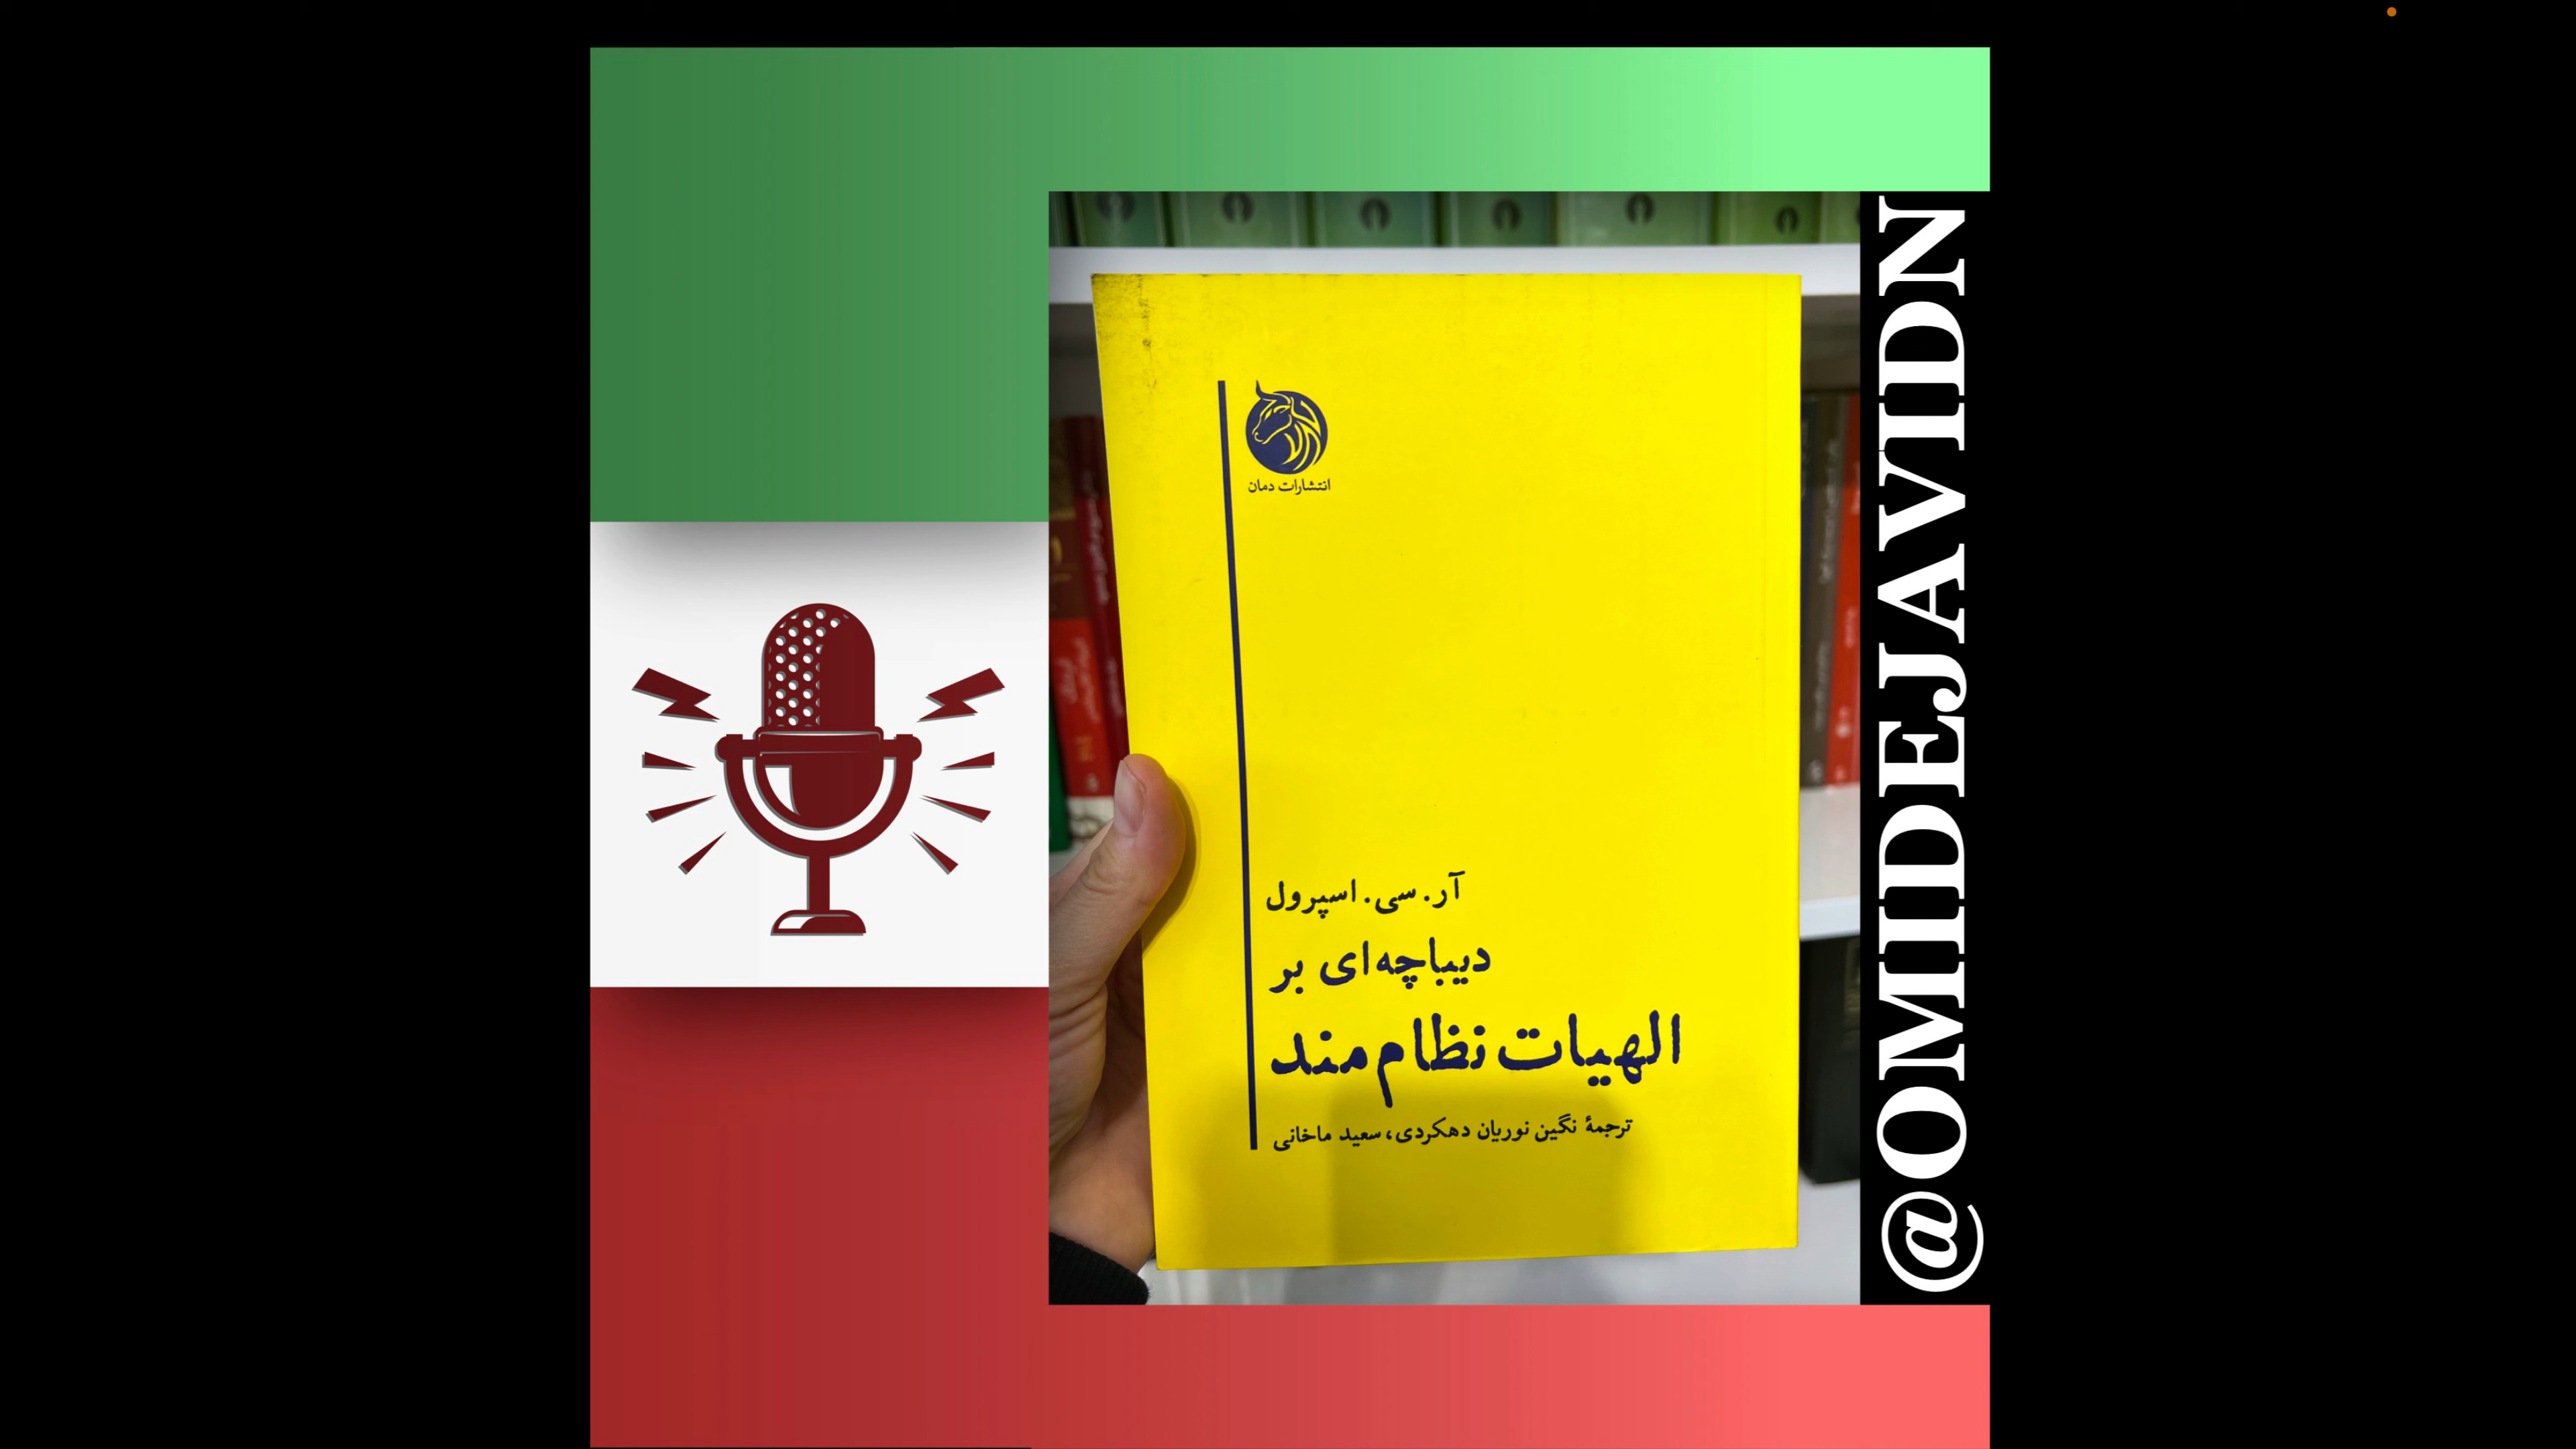 انتشارات دمان
آر. سی. اسپرول
دیباچه‌ای بر
الهیات نظام‌مند
ترجمهٔ نگین نوریان دهکردی، سعید ماخانی
@OMIDEJAVIDN